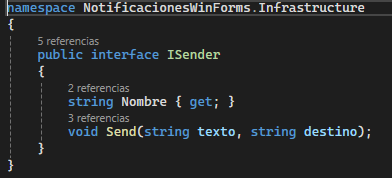 namespace NotificacionesWinForms.Infrastructure
{
5 referencias
public interface ISender
{
2 referencias
string Nombre { get; }
3 referencias
void Send(string texto, string destino);
}
}